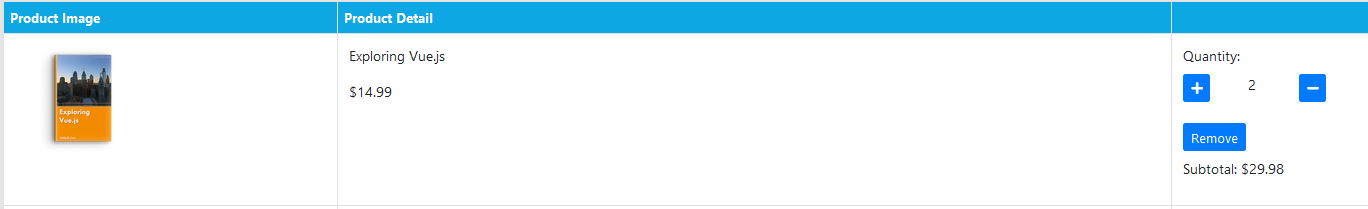 Product Image
Product Detail
Exploring Vue.js
$14.99
Exploring
Vue.js
Quantity:
2
Remove
Subtotal: $29.98